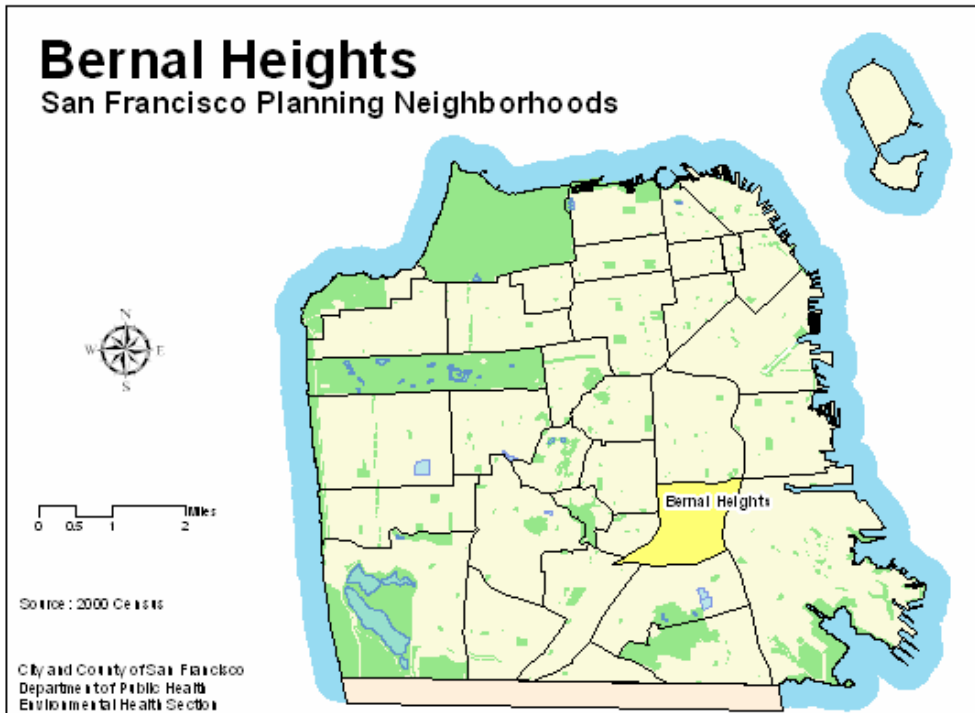 Bernal Heights
San Francisco Planning Neighborhoods
N
W E
S
Bernal Heights
Miles
0 0.5 1 2
Source: 2000 Census
City and County of San Francisco
Department of Public Health
Environmental Health Section